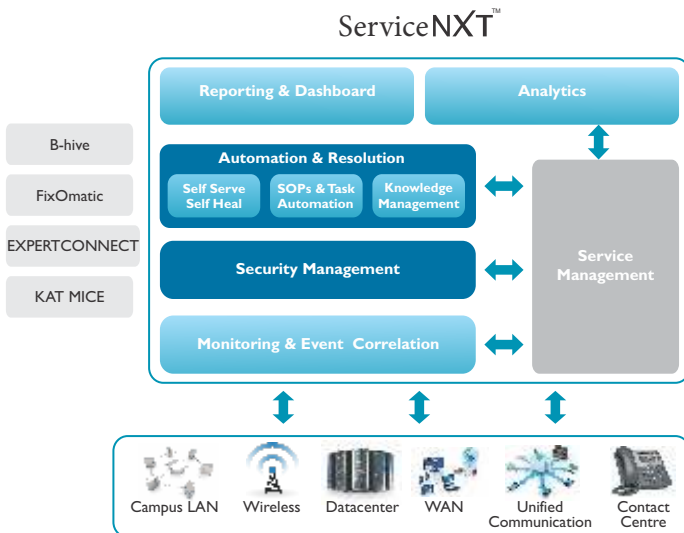 ServiceNXT™
Reporting & Dashboard
Analytics
B-hive
FixOmatic
EXPERTCONNECT
KAT MICE
Automation & Resolution
Self Serve
Self Heal
SOPs & Task
Automation
Knowledge
Management
Security Management
Service
Management
Monitoring & Event Correlation
Campus LAN
Wireless
Datacenter
WAN
Unified
Communication
Contact
Centre